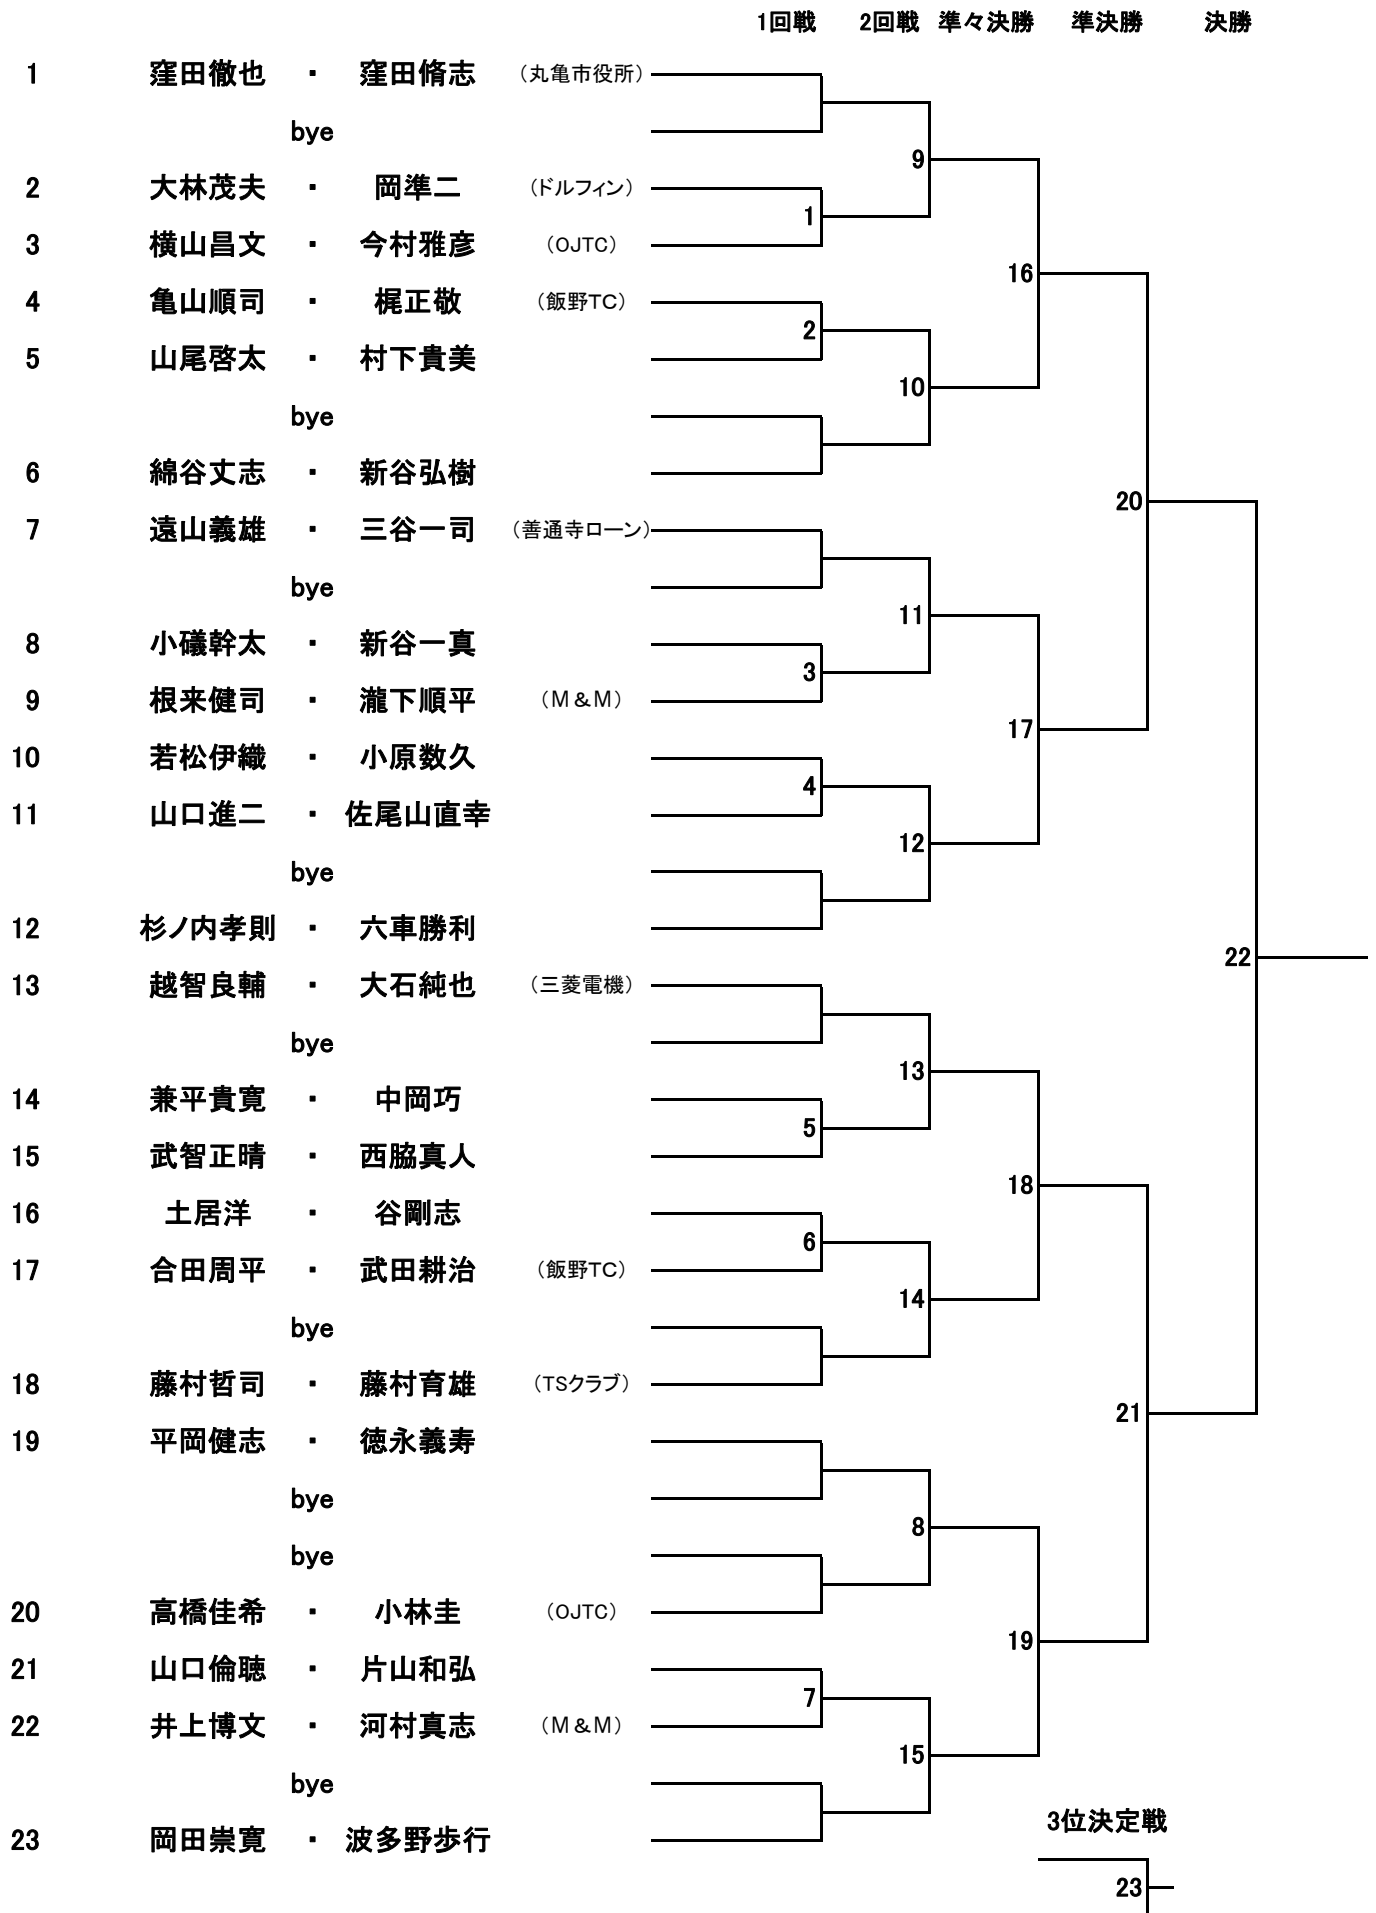 1回戦 2回戦 準々決勝 準決勝 決勝
1 窪田徹也 ・ 窪田脩志 （丸亀市役所）
bye
9
2 大林茂夫 ・ 岡準二 （ドルフィン）
1
3 横山昌文 ・ 今村雅彦 （OJTC）
16
4 亀山順司 ・ 梶正敬 （飯野TC）
2
5 山尾啓太 ・ 村下貴美
10
bye
6 綿谷丈志 ・ 新谷弘樹
20
7 遠山義雄 ・ 三谷一司 （善通寺ローン）
bye
11
8 小礒幹太 ・ 新谷一真
3
9 根来健司 ・ 瀧下順平 （M＆M）
17
10 若松伊織 ・ 小原数久
4
11 山口進二 ・ 佐尾山直幸
12
bye
12 杉ノ内孝則 ・ 六車勝利
22
13 越智良輔 ・ 大石純也 （三菱電機）
bye
13
14 兼平貴寛 ・ 中岡巧
5
15 武智正晴 ・ 西脇真人
18
16 土居洋 ・ 谷剛志
6
17 合田周平 ・ 武田耕治 （飯野TC）
14
bye
18 藤村哲司 ・ 藤村育雄 （TSクラブ）
21
19 平岡健志 ・ 徳永義寿
bye
8
bye
20 高橋佳希 ・ 小林圭 （OJTC）
19
21 山口倫聴 ・ 片山和弘
7
22 井上博文 ・ 河村真志 （M＆M）
15
bye
3位決定戦
23 岡田崇寛 ・ 波多野歩行
23